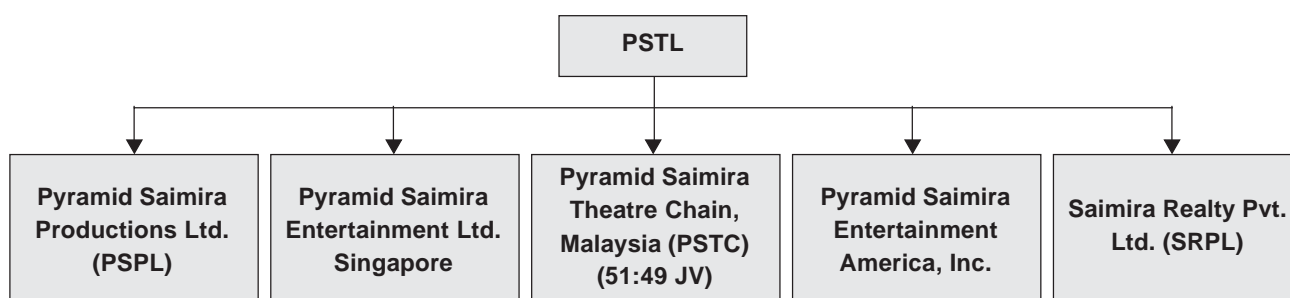 PSTL
Pyramid Saimira
Productions Ltd.
(PSPL)
Pyramid Saimira
Entertainment Ltd.
Singapore
Pyramid Saimira
Theatre Chain,
Malaysia (PSTC)
(51:49 JV)
Pyramid Saimira
Entertainment
America, Inc.
Saimira Realty Pvt.
Ltd. (SRPL)